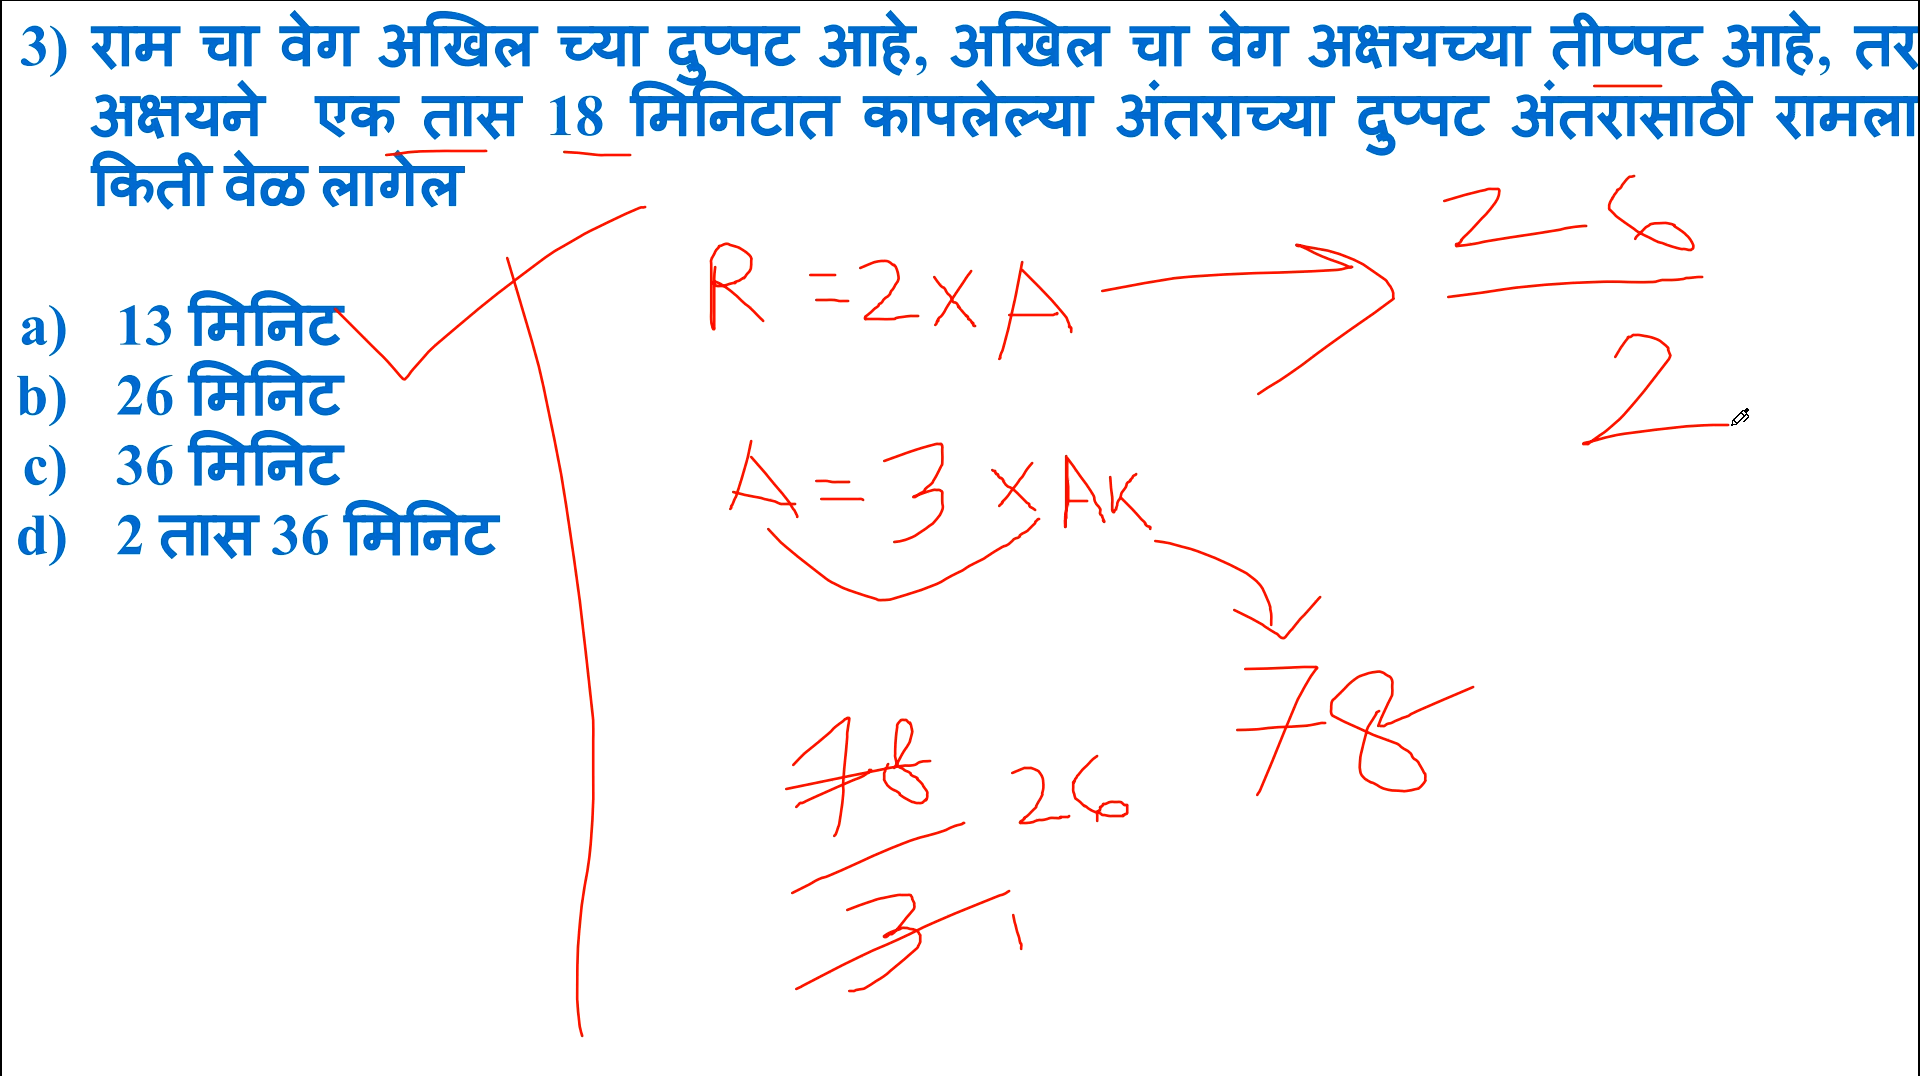 3) राम चा वेग अखिल च्या दुप्पट आहे, अखिल चा वेग अक्षयच्या तीप्पट आहे, तर
अक्षयने एक तास 18 मिनिटात कापलेल्या अंतराच्या दुप्पट अंतरासाठी रामला
किती वेळ लागेल
a) 13 मिनिट
b) 26 मिनिट
c) 36 मिनिट
d) 2 तास 36 मिनिट
R = 2 x A
26
2
A = 3 x AK
78
78 26
3 1